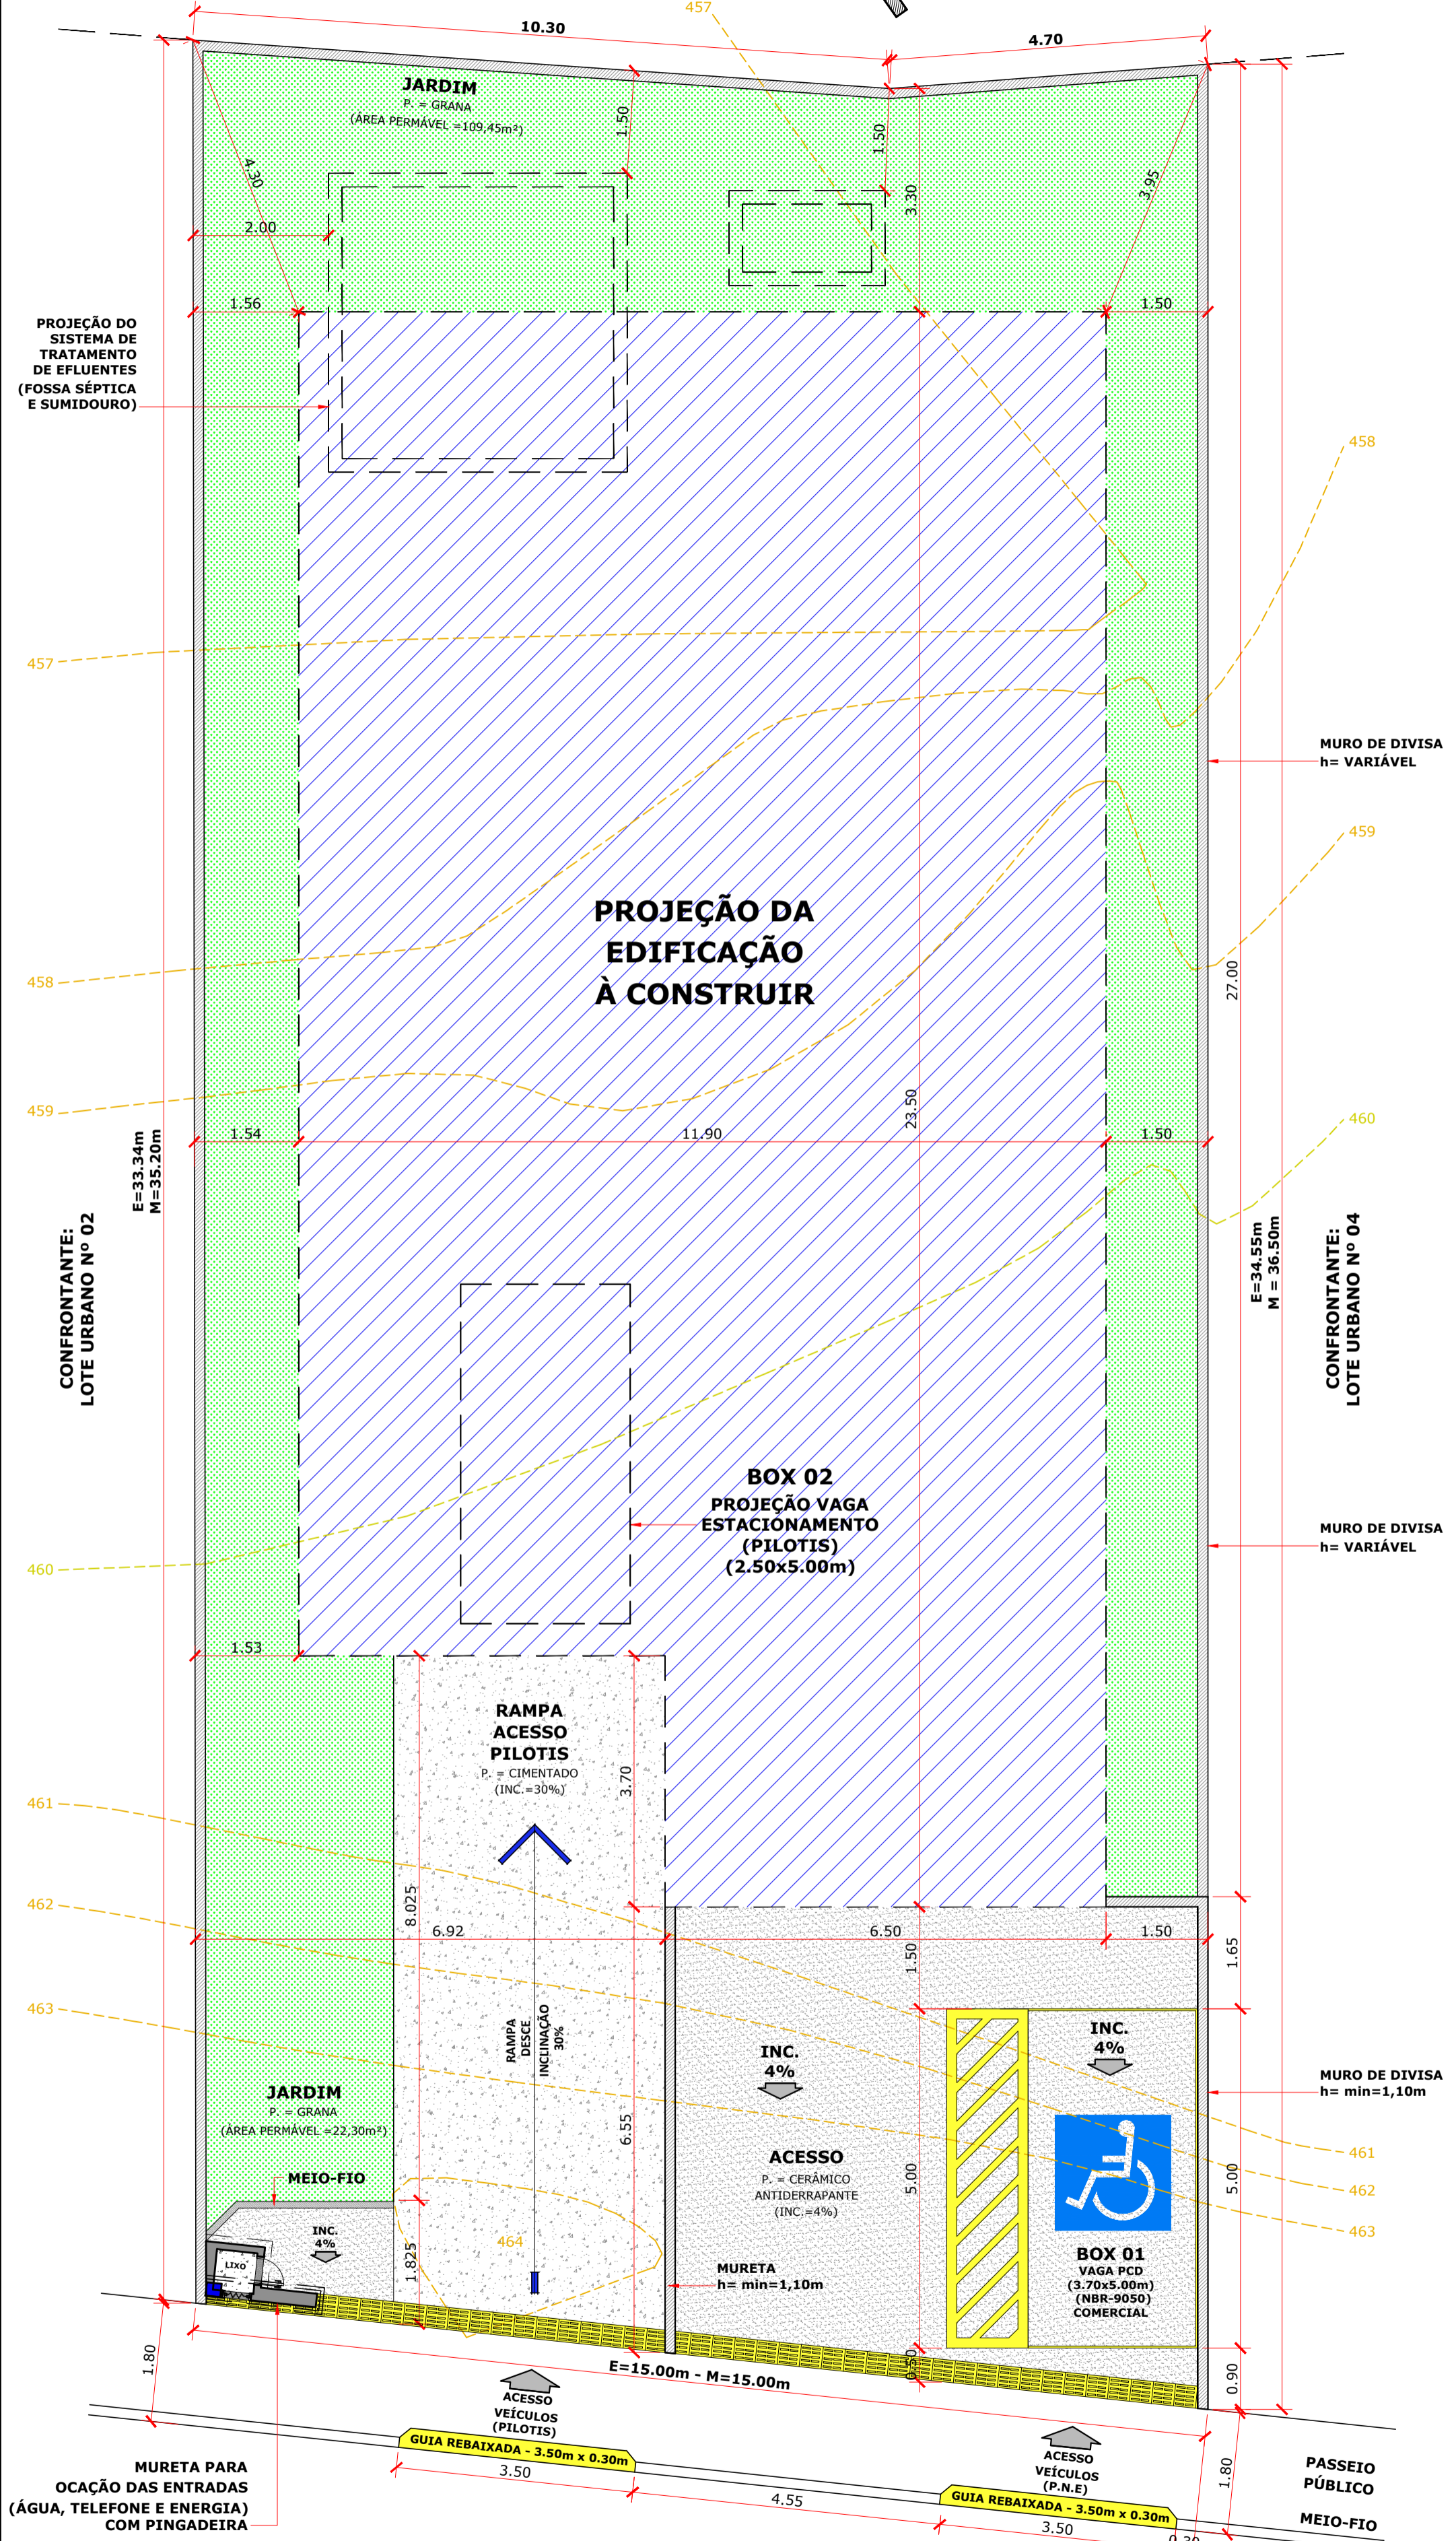 457
10.30
4.70
JARDIM
P. = GRANA
(ÁREA PERMÁVEL =109,45m²)
1.50
1.50
4.30
3.30
3.95
2.00
1.56
1.50
PROJEÇÃO DO
SISTEMA DE
TRATAMENTO
DE EFLUENTES
(FOSSA SÉPTICA
E SUMIDOURO)
458
457
MURO DE DIVISA
h= VARIÁVEL
459
PROJEÇÃO DA
EDIFICAÇÃO
À CONSTRUIR
458
27.00
459
23.50
460
1.54
11.90
1.50
E=33.34m
M=35.20m
CONFRONTANTE:
LOTE URBANO Nº 02
E=34.55m
M = 36.50m
CONFRONTANTE:
LOTE URBANO Nº 04
BOX 02
PROJEÇÃO VAGA
ESTACIONAMENTO
(PILOTIS)
(2.50x5.00m)
MURO DE DIVISA
h= VARIÁVEL
460
1.53
RAMPA
ACESSO
PILOTIS
P. = CIMENTADO
(INC.=30%)
3.70
461
462
8.025
6.92
6.50
1.50
1.50
1.65
463
RAMPA
DESCE
INCLINAÇÃO
30%
INC.
4%
INC.
4%
MURO DE DIVISA
h= min=1,10m
JARDIM
P. = GRANA
(ÁREA PERMÁVEL =22,30m²)
6.55
ACESSO
P. = CERÂMICO
ANTIDERRAPANTE
(INC.=4%)
5.00
5.00
461
462
463
MEIO-FIO
INC.
4%
LIXO
1.825
464
MURETA
h= min=1,10m
BOX 01
VAGA PCD
(3.70x5.00m)
(NBR-9050)
COMERCIAL
1.80
0.50
0.90
E=15.00m - M=15.00m
ACESSO
VEÍCULOS
(PILOTIS)
ACESSO
VEÍCULOS
(P.N.E)
GUIA REBAIXADA - 3.50m x 0.30m
3.50
4.55
GUIA REBAIXADA - 3.50m x 0.30m
3.50
1.80
PASSEIO
PÚBLICO
MEIO-FIO
MURETA PARA
OCAÇÃO DAS ENTRADAS
(ÁGUA, TELEFONE E ENERGIA)
COM PINGADEIRA